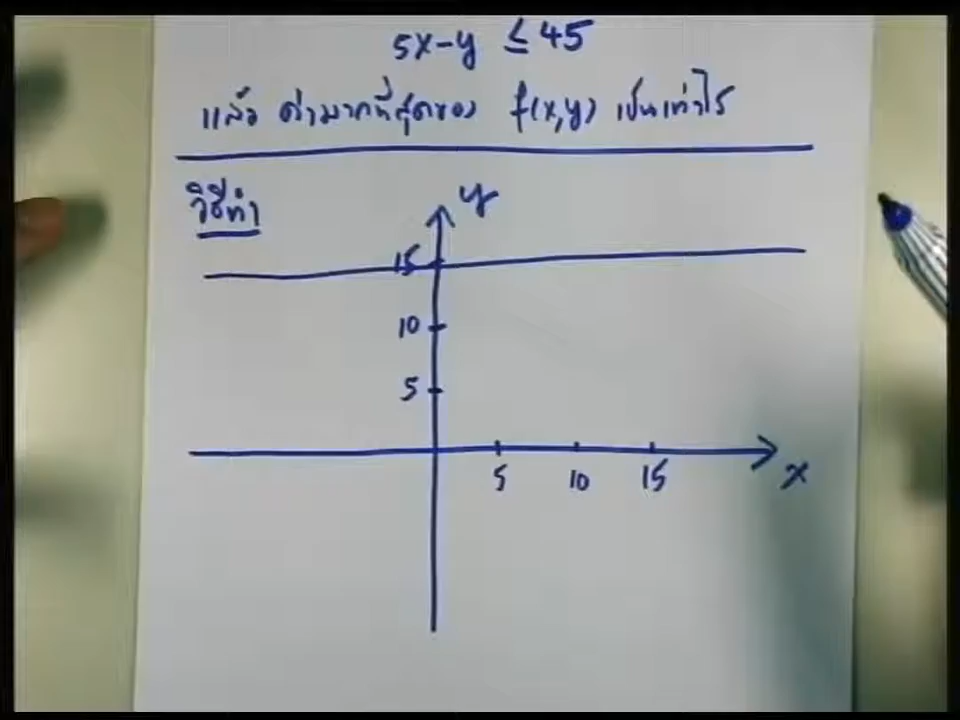 5x-y ≤ 45
แล้ว ค่ามากที่สุดของ f(x,y) เป็นเท่าไร
วิธีทำ
y
15
10
5
5 10 15
x